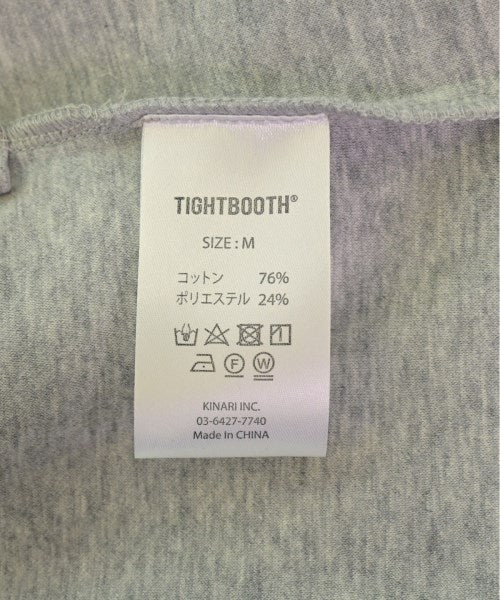 TIGHTBOOTH®
SIZE : M
コットン 76%
ポリエステル 24%
F W
KINARI INC.
03-6427-7740
Made In CHINA